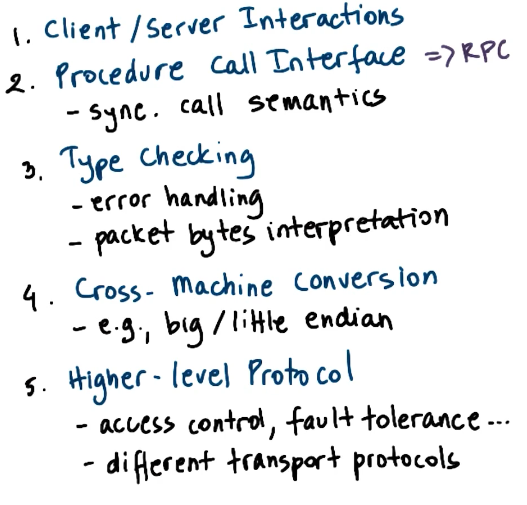 1. Client/Server Interactions
2. Procedure Call Interface => RPC
- sync. call semantics
3. Type Checking
- error handling
- packet bytes interpretation
4. Cross-Machine Conversion
- e.g., big/little endian
5. Higher-level Protocol
- access control, fault tolerance...
- different transport protocols